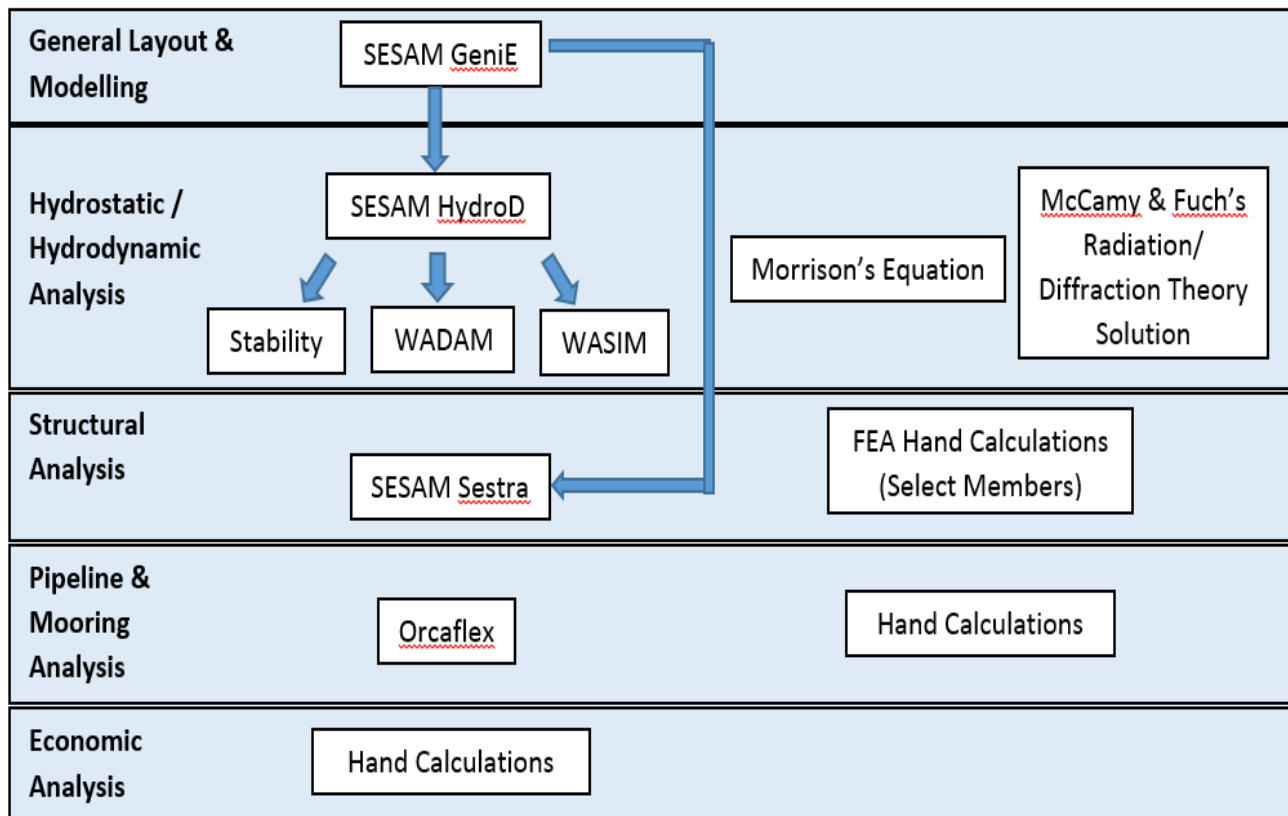 General Layout &
Modelling
SESAM GeniE
Hydrostatic /
Hydrodynamic
Analysis
SESAM HydroD
Stability
WADAM
WASIM
Morrison's Equation
McCamy & Fuch's
Radiation/
Diffraction Theory
Solution
Structural
Analysis
SESAM Sestra
FEA Hand Calculations
(Select Members)
Pipeline &
Mooring
Analysis
Orcaflex
Hand Calculations
Economic
Analysis
Hand Calculations